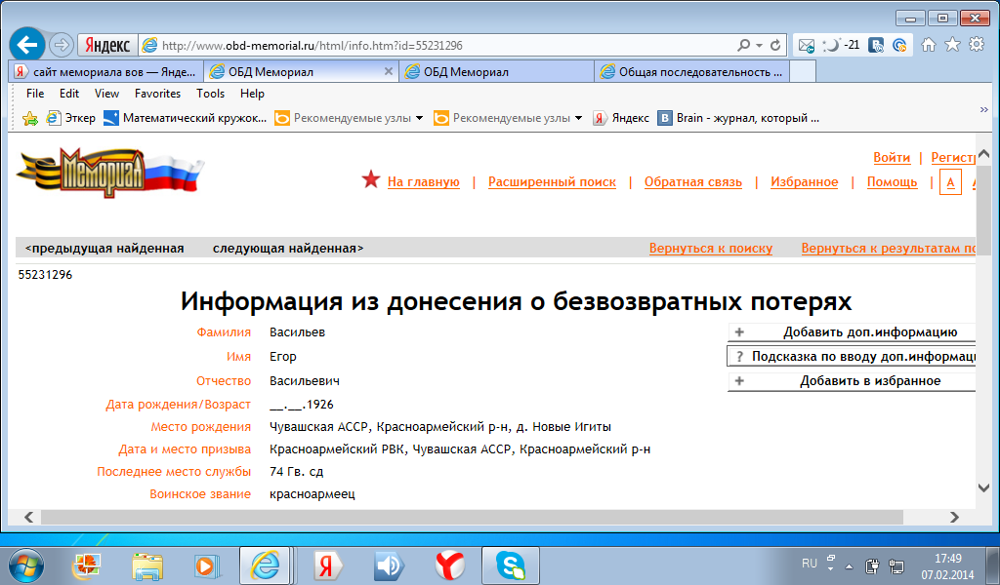 Яндекс http://www.obd-memorial.ru/html/info.htm?id=55231296 -21
сайт мемориала вов — Янде... ОБД Мемориал ОБД Мемориал Общая последовательность ...
File Edit View Favorites Tools Help
Эткер Математический кружок... Рекомендуемые узлы Рекомендуемые узлы Яндекс Brain - журнал, который ...
Мемориал
Войти | Регист
На главную | Расширенный поиск | Обратная связь | Избранное | Помощь | A
<предыдущая найденная следующая найденная> Вернуться к поиску Вернуться к результатам по
55231296
Информация из донесения о безвозвратных потерях
Фамилия Васильев + Добавить доп.информацию
Имя Егор ? Подсказка по вводу доп.информаци
Отчество Васильевич + Добавить в избранное
Дата рождения/Возраст __.__.1926
Место рождения Чувашская АССР, Красноармейский р-н, д. Новые Игиты
Дата и место призыва Красноармейский РВК, Чувашская АССР, Красноармейский р-н
Последнее место службы 74 Гв. сд
Воинское звание красноармеец
RU 17:49
07.02.2014